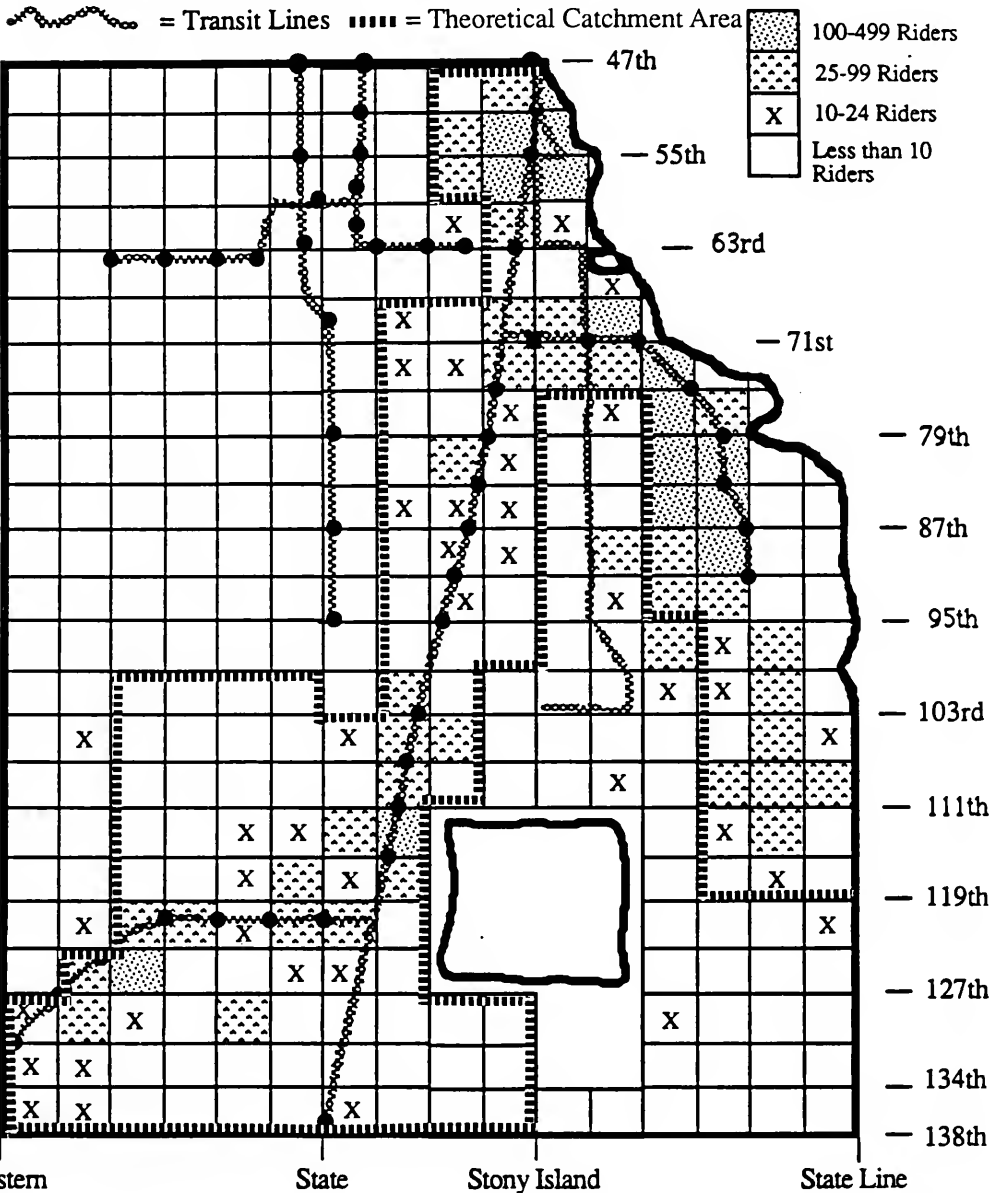 = Transit Lines = Theoretical Catchment Area
100-499 Riders
25-99 Riders
X 10-24 Riders
Less than 10
Riders
47th
55th
X X
63rd
X
X
71st
X X
X X
79th
X
X X X
87th
X X
X X
95th
X
X X
103rd
X X X
X
111th
X X X
X X X
119th
X X X
X X
127th
X X X
X X
134th
X X X
138th
stern State Stony Island State Line